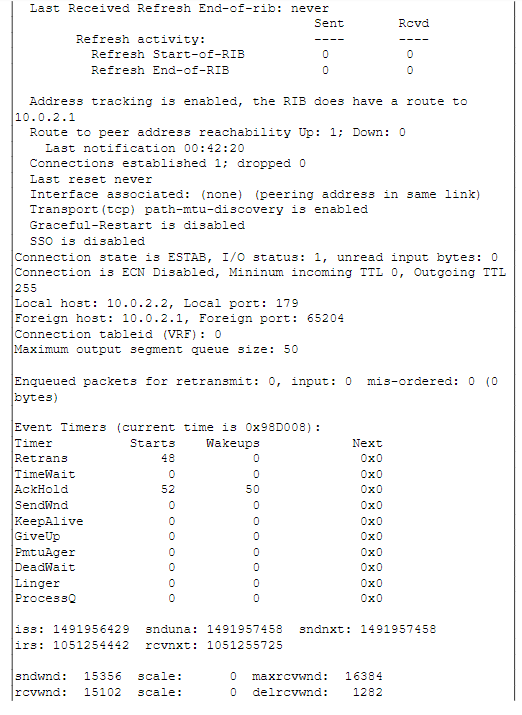 Last Received Refresh End-of-rib: never
Sent Rcvd
Refresh activity: ---- ----
Refresh Start-of-RIB 0 0
Refresh End-of-RIB 0 0
Address tracking is enabled, the RIB does have a route to
10.0.2.1
Route to peer address reachability Up: 1; Down: 0
Last notification 00:42:20
Connections established 1; dropped 0
Last reset never
Interface associated: (none) (peering address in same link)
Transport(tcp) path-mtu-discovery is enabled
Graceful-Restart is disabled
SSO is disabled
Connection state is ESTAB, I/O status: 1, unread input bytes: 0
Connection is ECN Disabled, Mininum incoming TTL 0, Outgoing TTL
255
Local host: 10.0.2.2, Local port: 179
Foreign host: 10.0.2.1, Foreign port: 65204
Connection tableid (VRF): 0
Maximum output segment queue size: 50
Enqueued packets for retransmit: 0, input: 0 mis-ordered: 0 (0
bytes)
Event Timers (current time is 0x98D008):
Timer Starts Wakeups Next
Retrans 48 0 0x0
TimeWait 0 0 0x0
AckHold 52 50 0x0
SendWnd 0 0 0x0
KeepAlive 0 0 0x0
GiveUp 0 0 0x0
PmtuAger 0 0 0x0
DeadWait 0 0 0x0
Linger 0 0 0x0
ProcessQ 0 0 0x0
iss: 1491956429 snduna: 1491957458 sndnxt: 1491957458
irs: 1051254442 rcvnxt: 1051255725
sndwnd: 15356 scale: 0 maxrcvwnd: 16384
rcvwnd: 15102 scale: 0 delrcvwnd: 1282